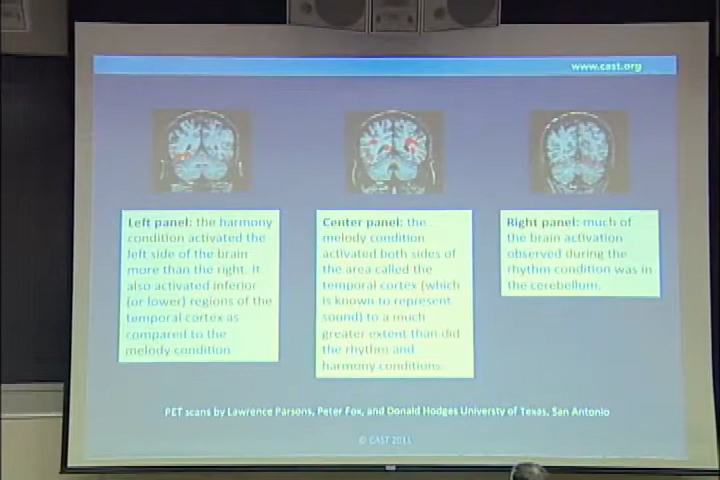 www.cast.org
Left panel: the harmony
condition activated the
left side of the brain
more than the right. It
also activated inferior
(or lower) regions of the
temporal cortex as
compared to the
melody condition
Center panel: the
melody condition
activated both sides of
the area called the
temporal cortex (which
is known to represent
sound) to a much
greater extent than did
the rhythm and
harmony conditions.
Right panel: much of
the brain activation
observed during the
rhythm condition was in
the cerebellum.
PET scans by Lawrence Parsons, Peter Fox, and Donald Hodges Universty of Texas, San Antonio
© CAST 2011